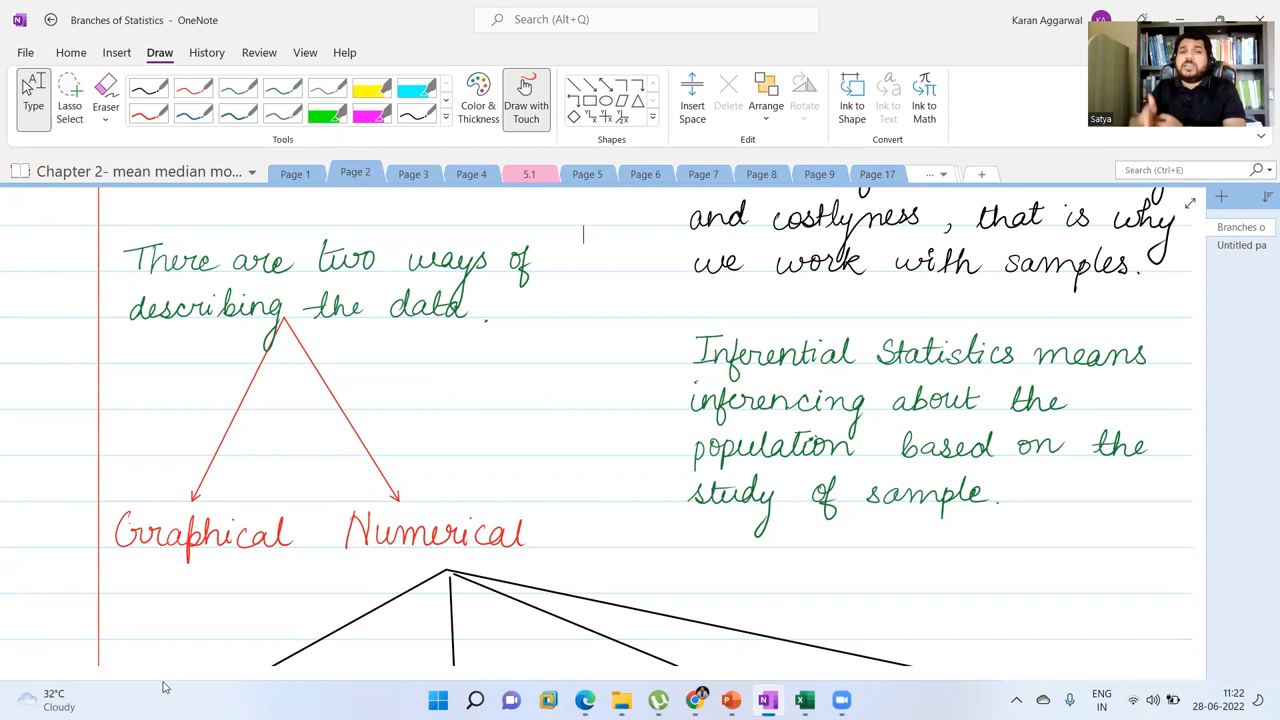 Branches of Statistics - OneNote
Search (Alt+Q)
Karan Aggarwal
KA
File Home Insert Draw History Review View Help
Type
Lasso Select
Eraser
Color & Thickness
Draw with Touch
Insert Space
Delete
Arrange
Rotate
Ink to Shape
Ink to Text
Ink to Math
Tools
Shapes
Edit
Convert
Satya
Chapter 2- mean median mo...
Page 1 Page 2 Page 3 Page 4 5.1 Page 5 Page 6 Page 7 Page 8 Page 9 Page 17 ...
Search (Ctrl+E)
Branches o
Untitled pa
There are two ways of
describing the data.
Graphical Numerical
and costlyness, that is why
we work with samples.
Inferential Statistics means
inferencing about the
population based on the
study of sample.
32°C
Cloudy
ENG
IN
11:22
28-06-2022